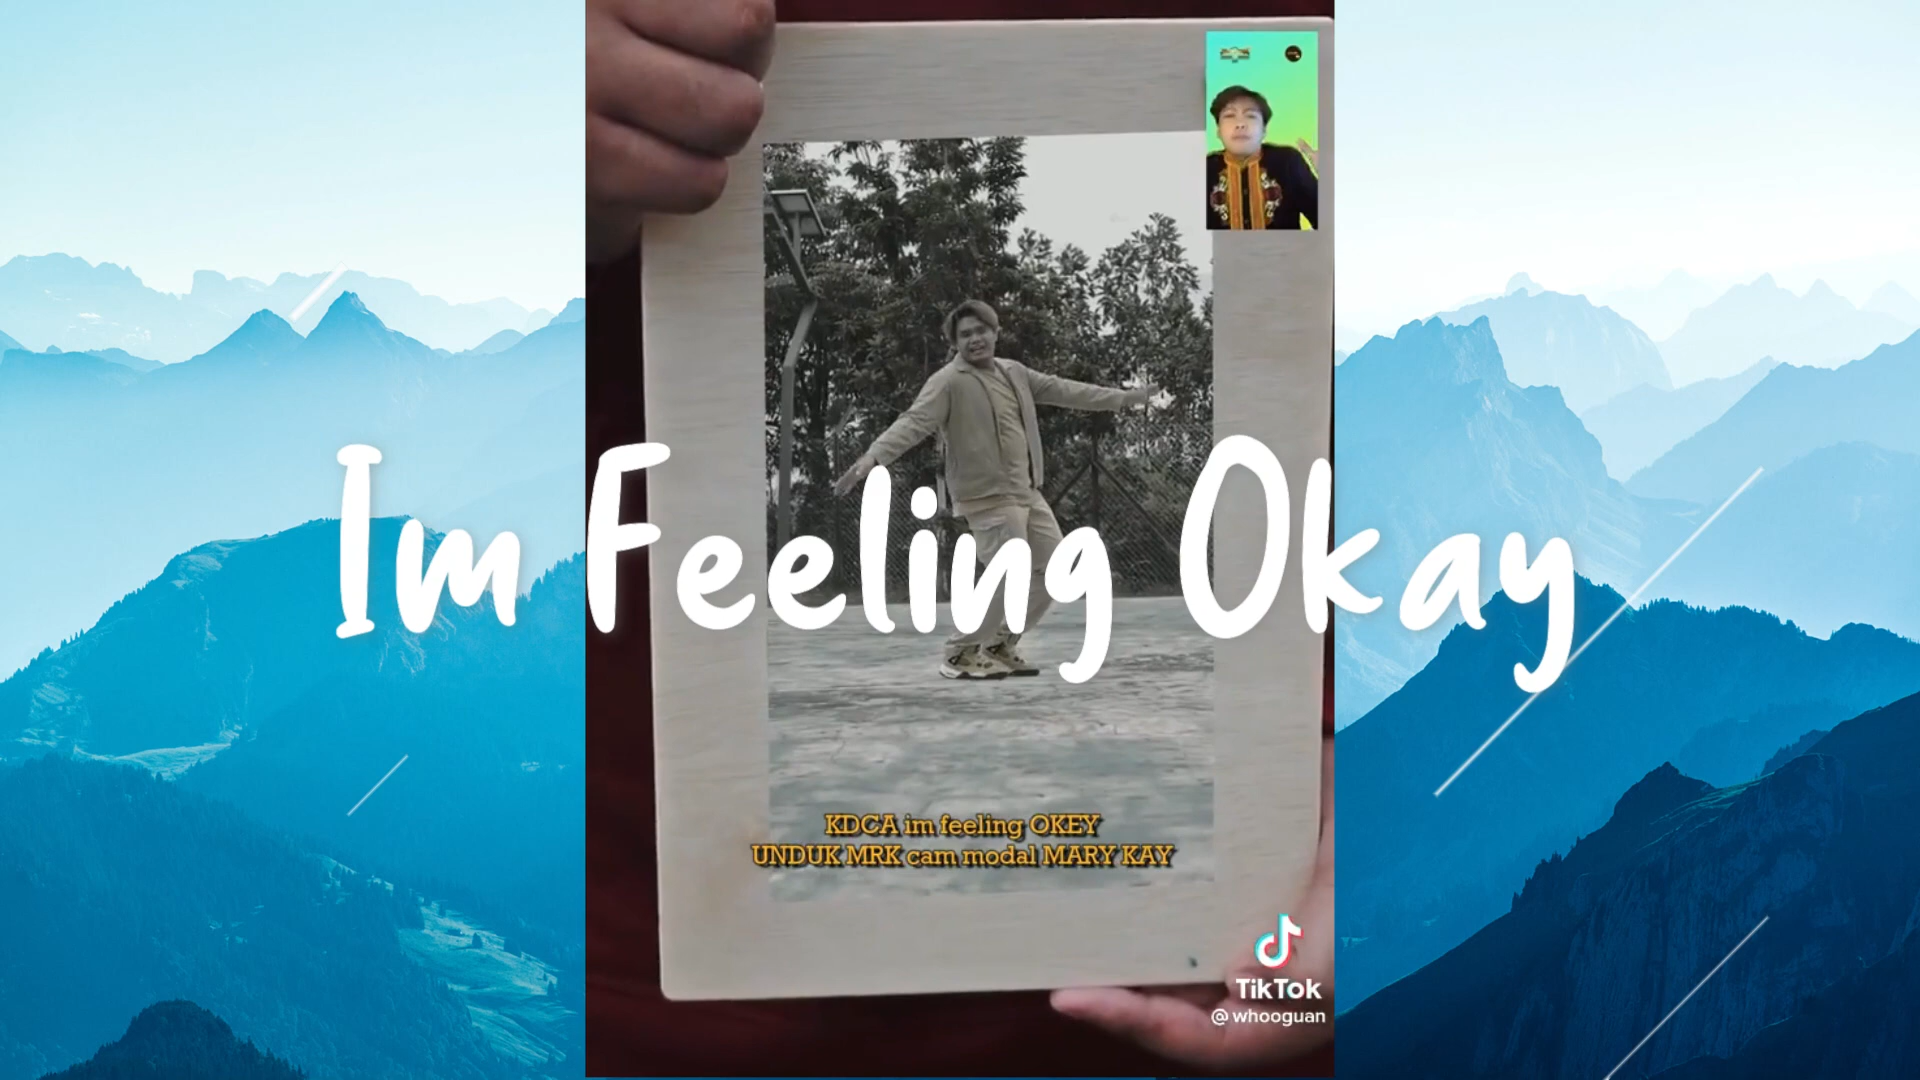 Im Feeling Okay
KDCA im feeling OKEY
UNDUK MRK cam modal MARY KAY
TikTok
@whooguan